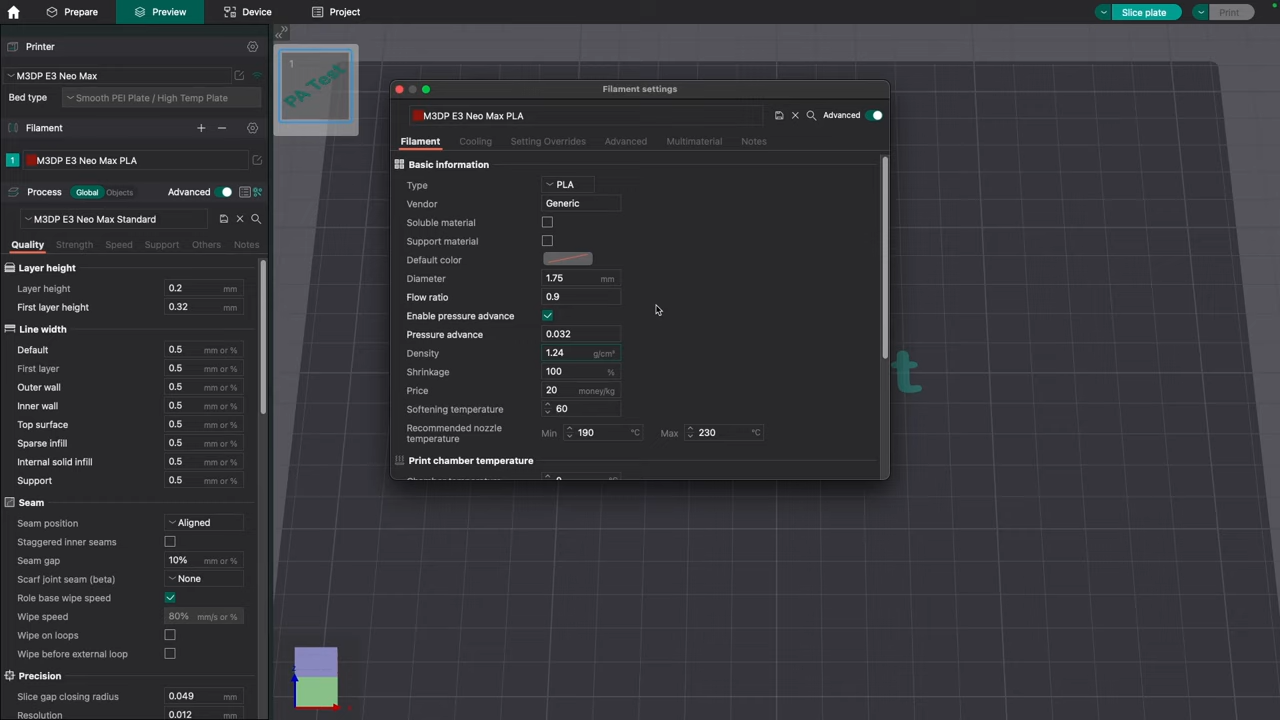 Prepare Preview Device Project Slice plate Print
Printer
M3DP E3 Neo Max
Bed type Smooth PEI Plate / High Temp Plate
Filament
1 M3DP E3 Neo Max PLA
Process Global Objects Advanced
M3DP E3 Neo Max Standard
Quality Strength Speed Support Others Notes
Layer height
Layer height 0.2 mm
First layer height 0.32 mm
Line width
Default 0.5 mm or %
First layer 0.5 mm or %
Outer wall 0.5 mm or %
Inner wall 0.5 mm or %
Top surface 0.5 mm or %
Sparse infill 0.5 mm or %
Internal solid infill 0.5 mm or %
Support 0.5 mm or %
Seam
Seam position Aligned
Staggered inner seams
Seam gap 10% mm or %
Scarf joint seam (beta) None
Role base wipe speed
Wipe speed 80% mm/s or %
Wipe on loops
Wipe before external loop
Precision
Slice gap closing radius 0.049 mm
Resolution 0.012 mm
1
PA Test
Filament settings
M3DP E3 Neo Max PLA Advanced
Filament Cooling Setting Overrides Advanced Multimaterial Notes
Basic information
Type PLA
Vendor Generic
Soluble material
Support material
Default color
Diameter 1.75 mm
Flow ratio 0.9
Enable pressure advance
Pressure advance 0.032
Density 1.24 g/cm³
Shrinkage 100 %
Price 20 money/kg
Softening temperature 60
Recommended nozzle
temperature Min 190 °C Max 230 °C
Print chamber temperature
t